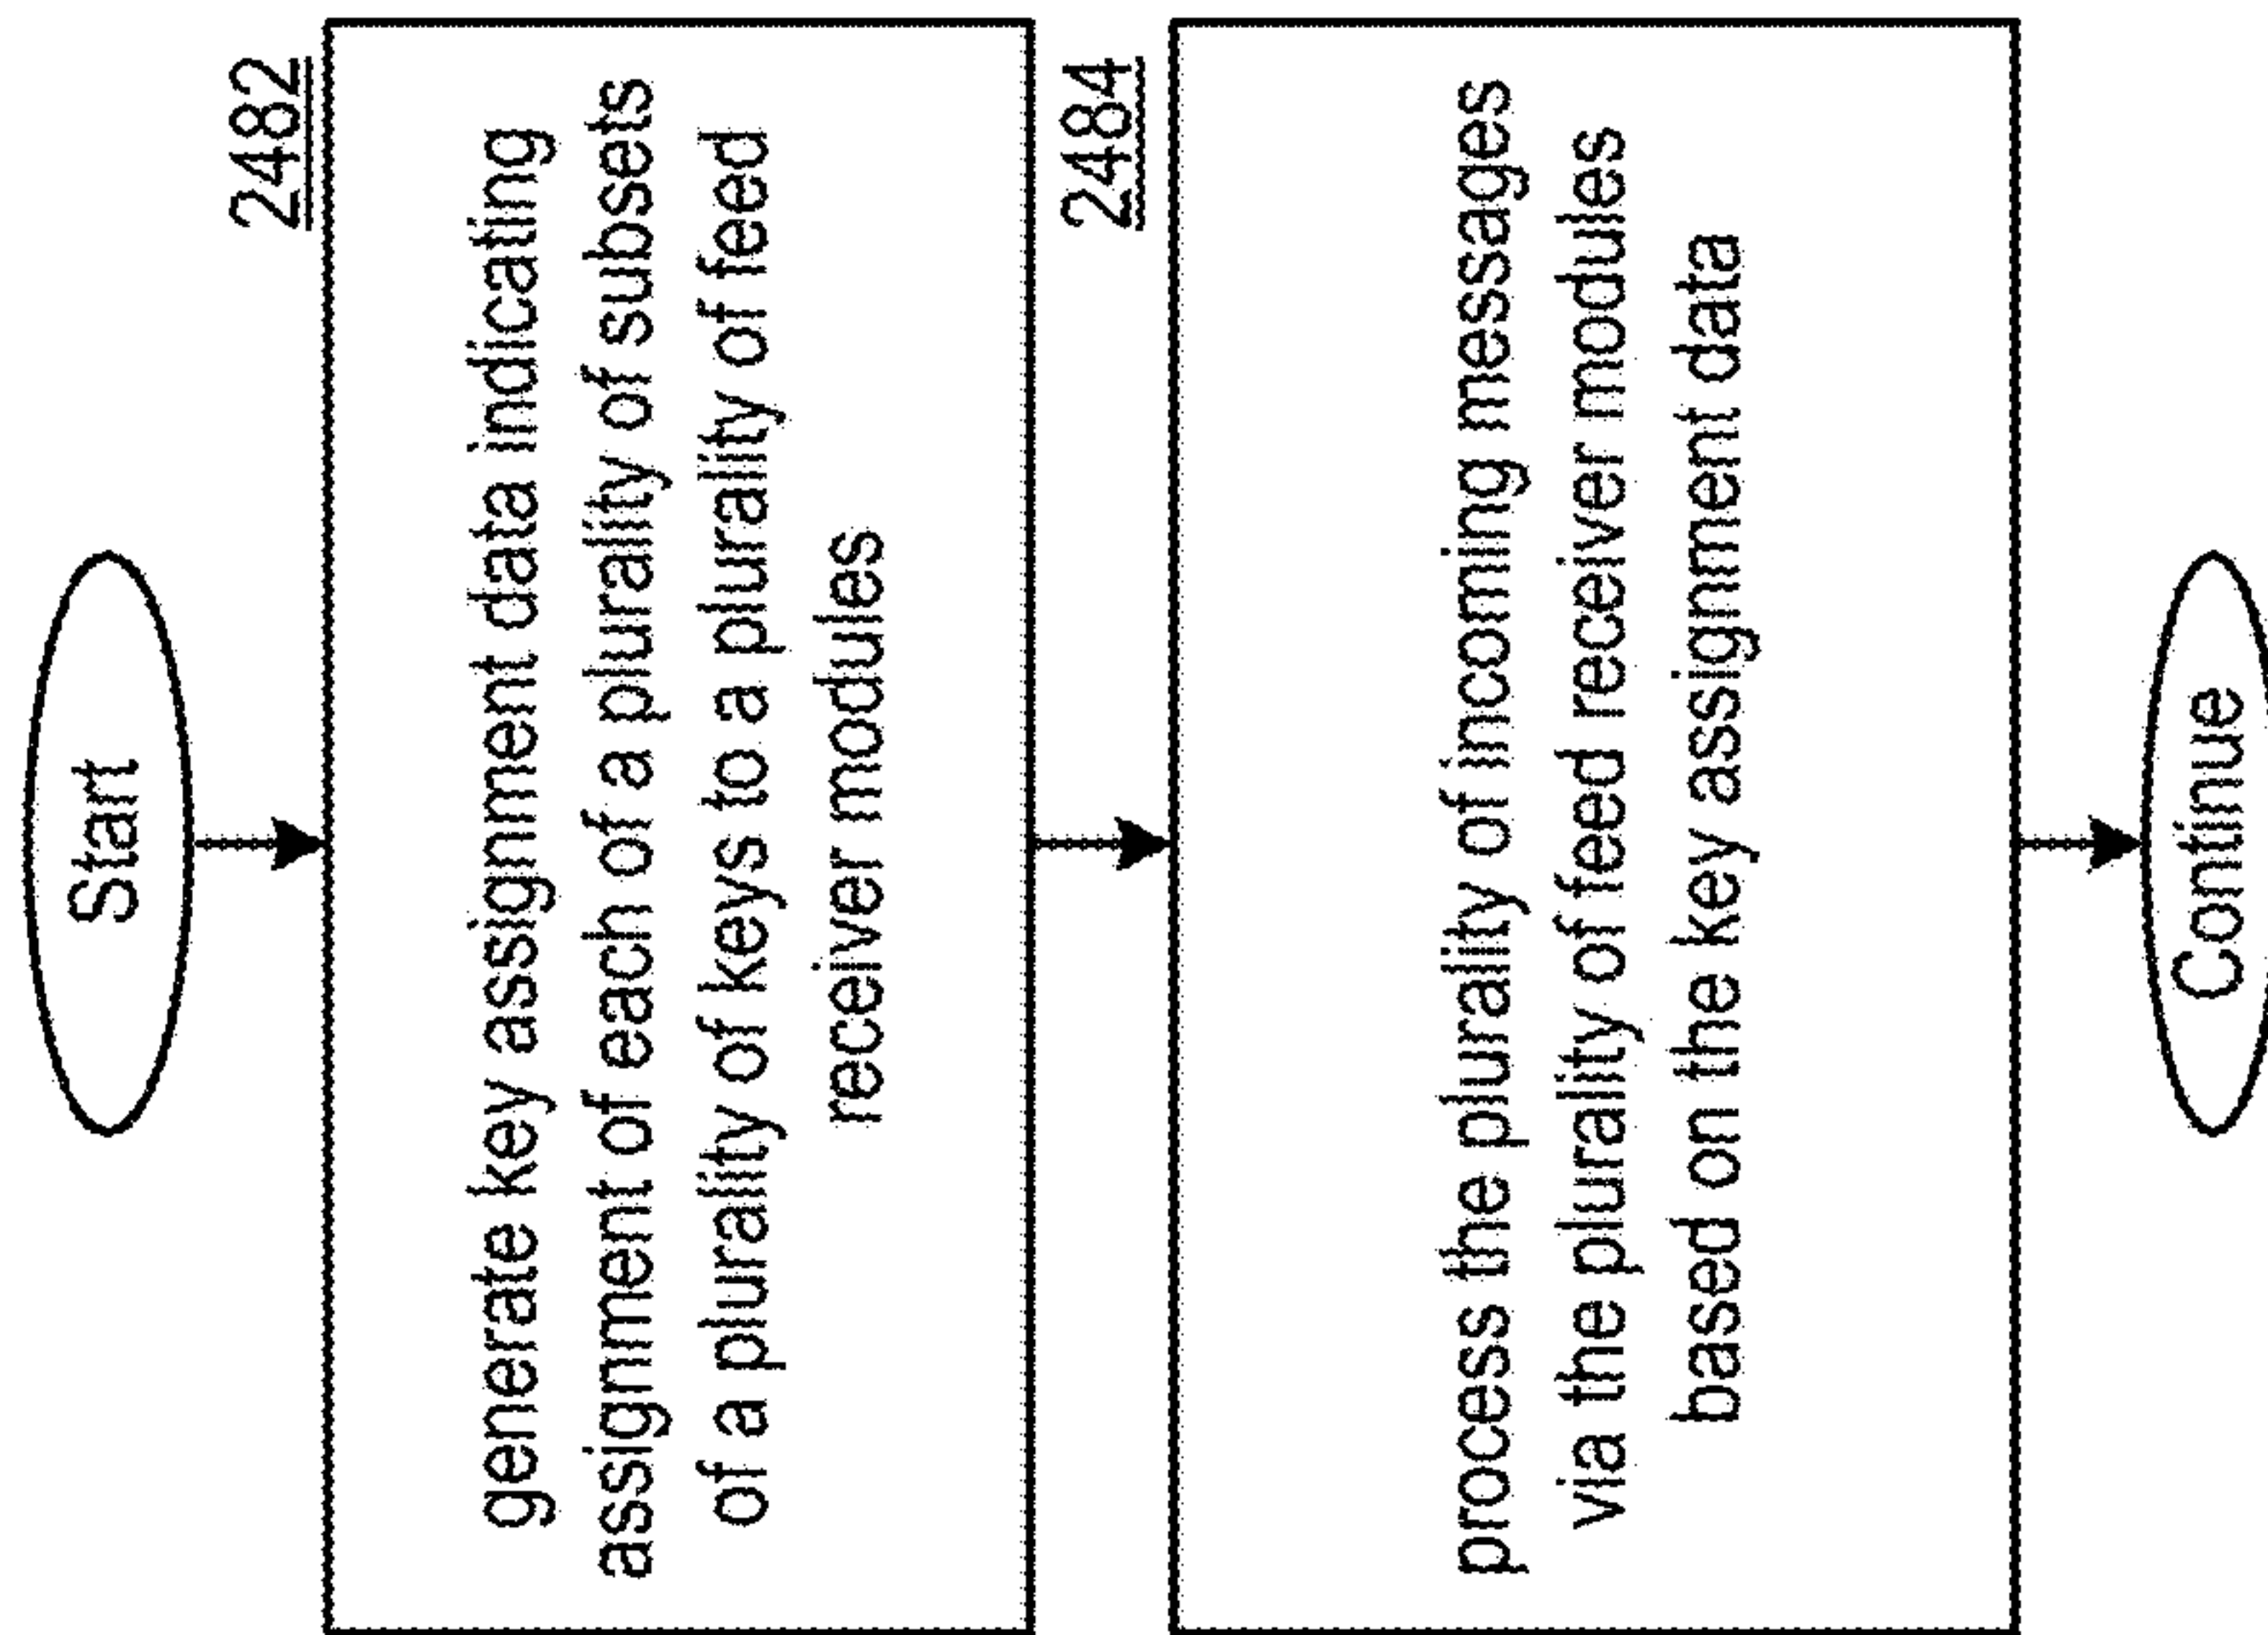 Start
2482
generate key assignment data indicating
assignment of each of a plurality of subsets
of a plurality of keys to a plurality of feed
receiver modules
2484
process the plurality of incoming messages
via the plurality of feed receiver modules
based on the key assignment data
Continue